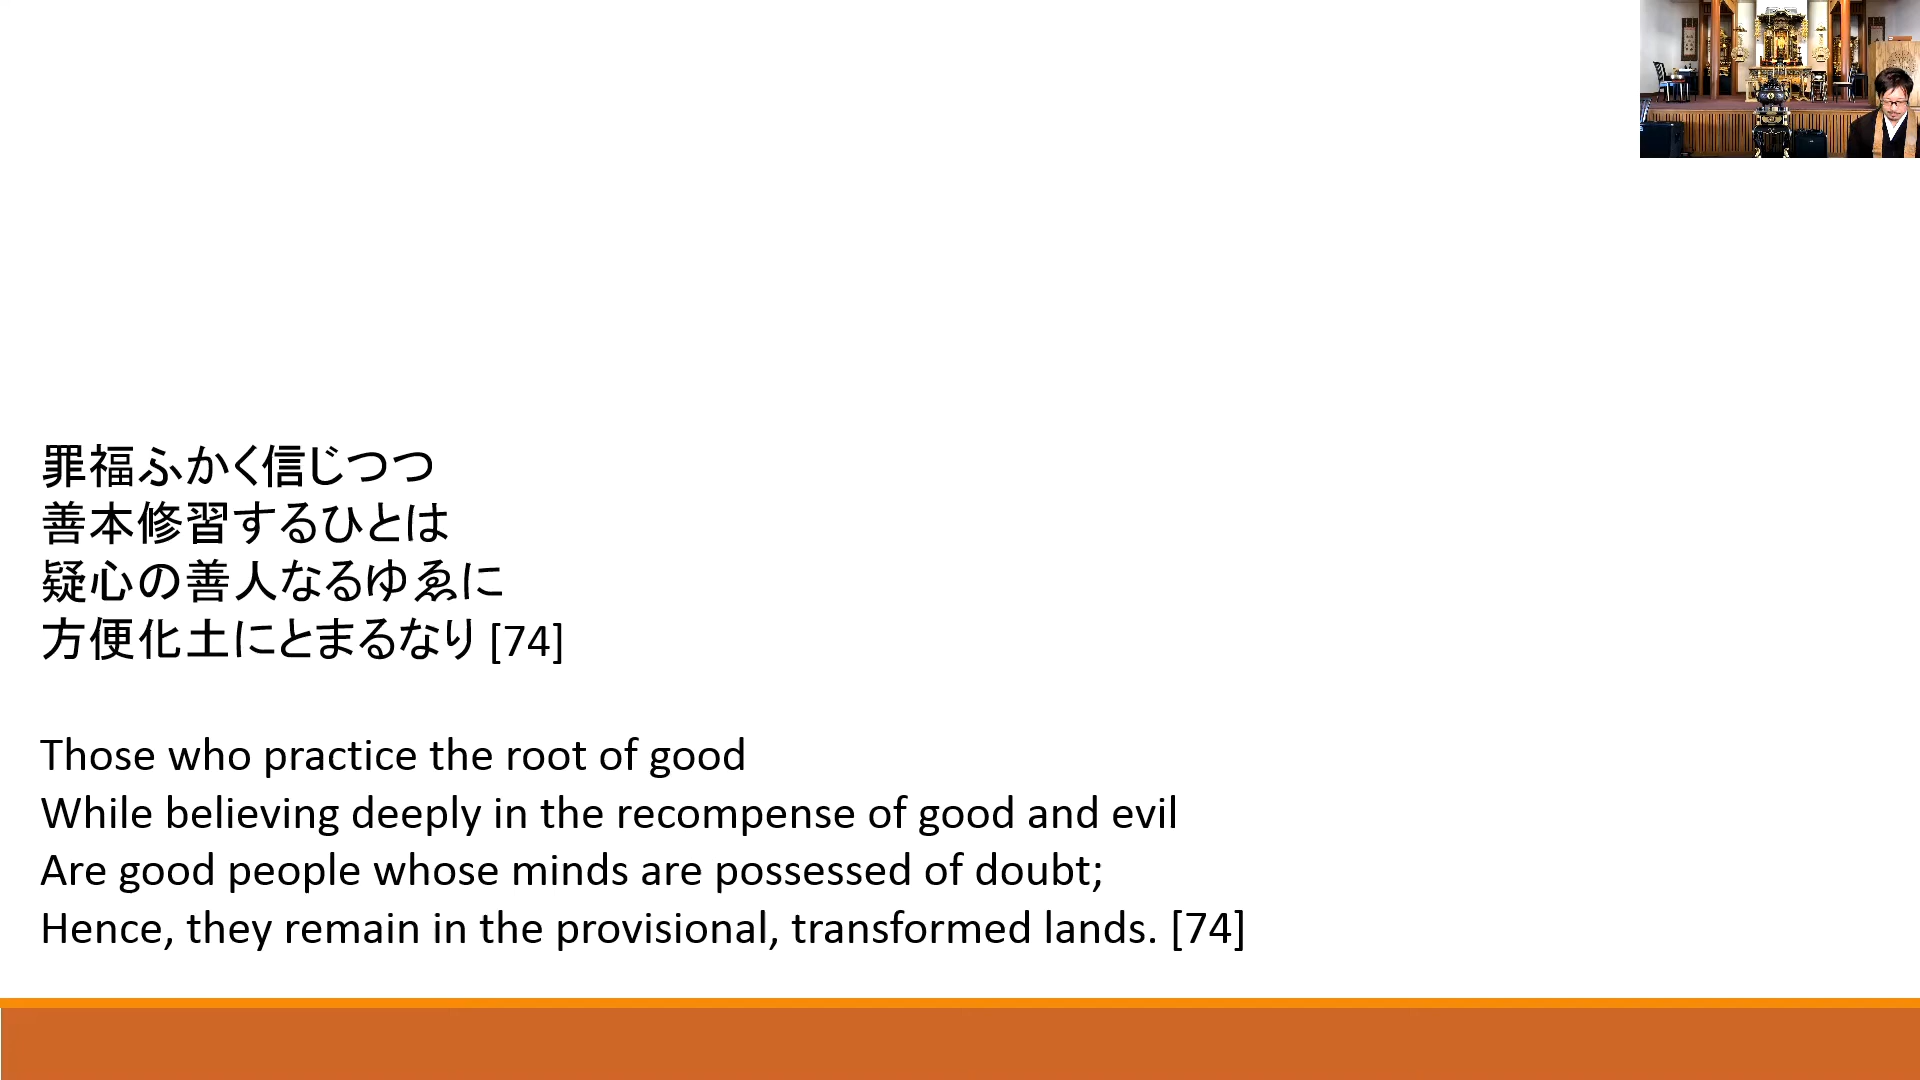 罪福ふかく信じつつ
善本修習するひとは
疑心の善人なるゆゑに
方便化土にとまるなり [74]
Those who practice the root of good
While believing deeply in the recompense of good and evil
Are good people whose minds are possessed of doubt;
Hence, they remain in the provisional, transformed lands. [74]